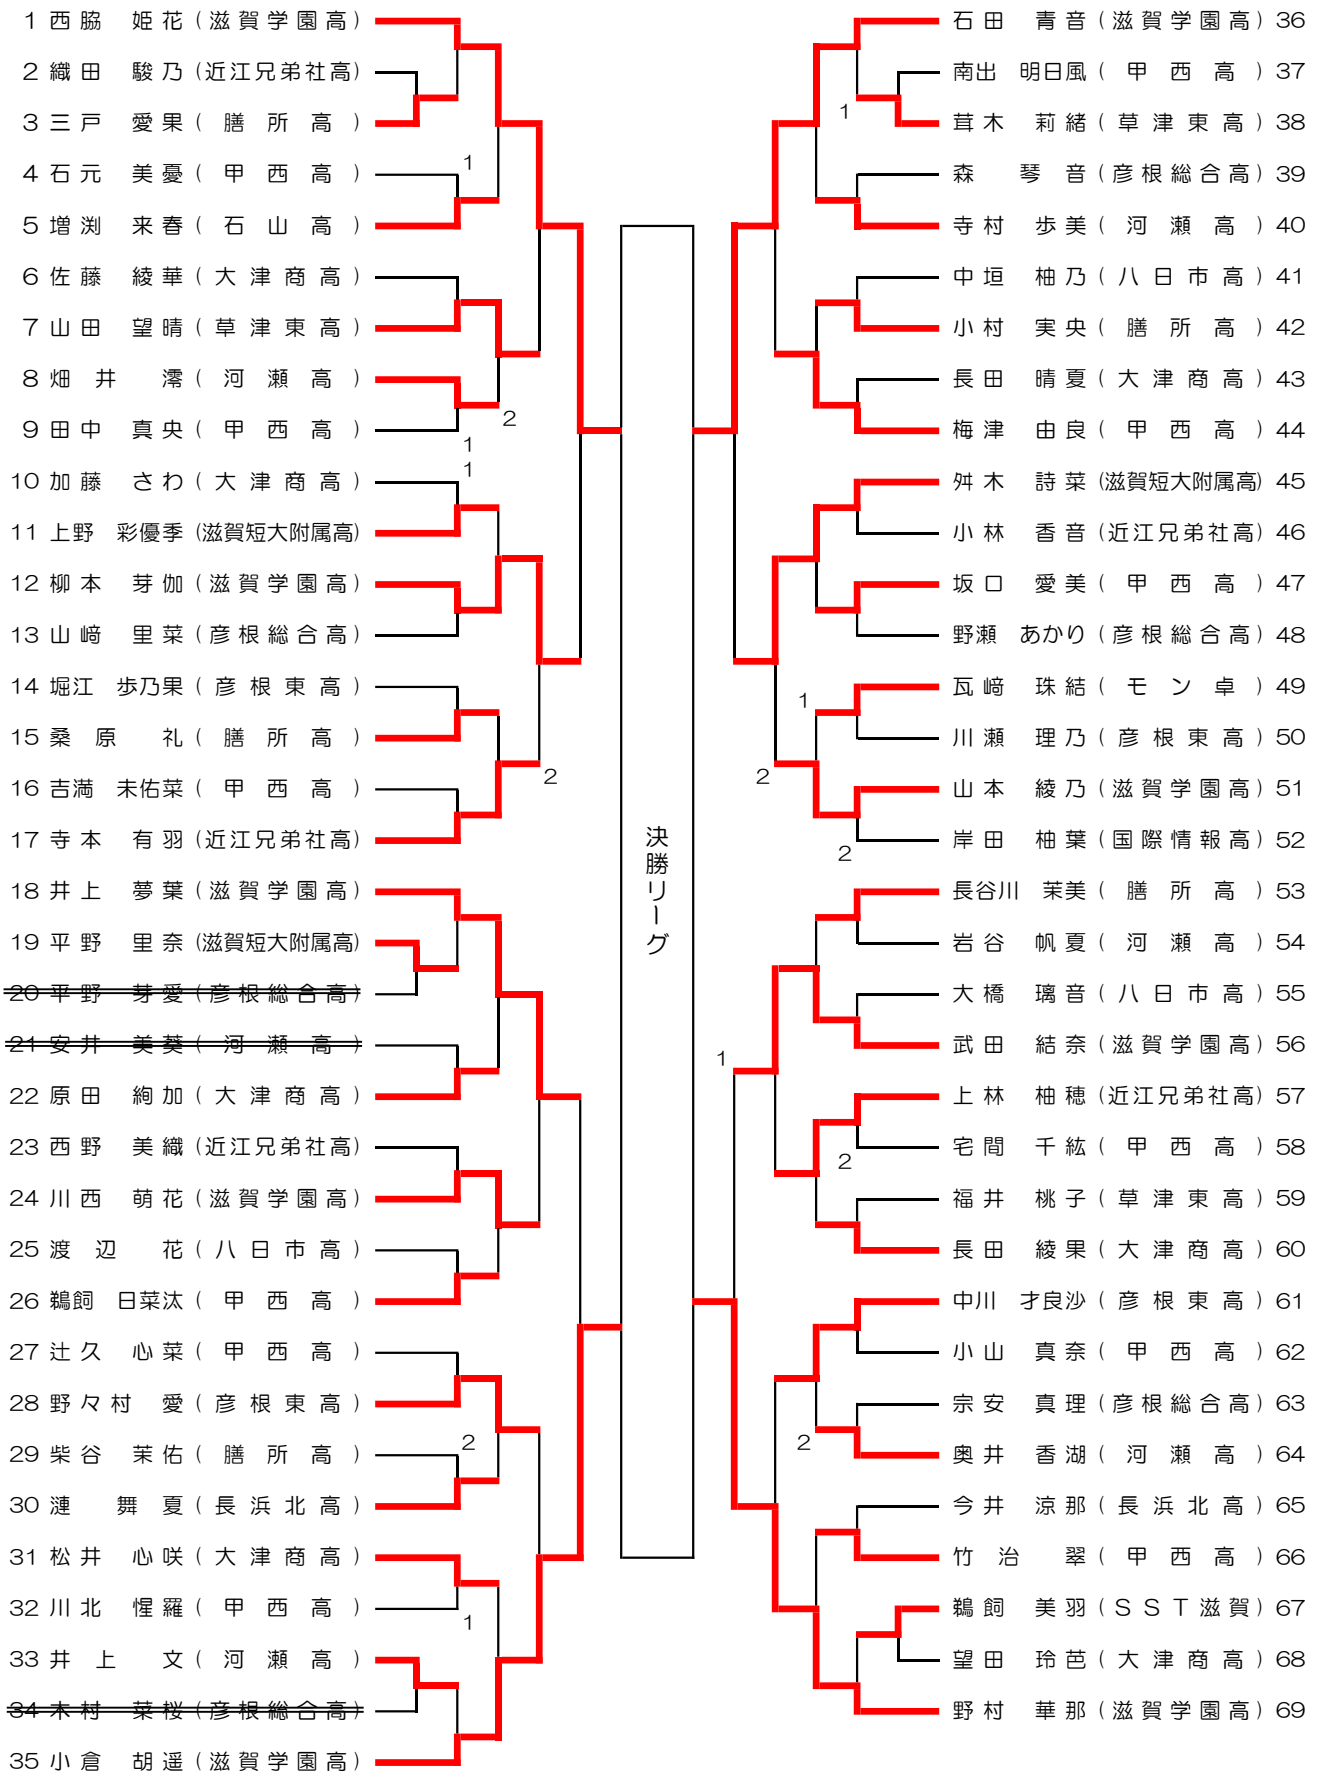 1 西脇 姫花 (滋賀学園高)
2 織田 駿乃 (近江兄弟社高)
3 三戸 愛果 (膳所高)
4 石元 美憂 (甲西高)
1
5 増渕 来春 (石山高)
6 佐藤 綾華 (大津商高)
7 山田 望晴 (草津東高)
8 畑井 澪 (河瀬高)
2
9 田中 真央 (甲西高)
1
1
10 加藤 さわ (大津商高)
11 上野 彩優季 (滋賀短大附属高)
12 柳本 芽伽 (滋賀学園高)
13 山﨑 里菜 (彦根総合高)
14 堀江 歩乃果 (彦根東高)
15 桑原 礼 (膳所高)
2
16 吉満 未佑菜 (甲西高)
17 寺本 有羽 (近江兄弟社高)
18 井上 夢葉 (滋賀学園高)
19 平野 里奈 (滋賀短大附属高)
20 平野 芽愛 (彦根総合高)
21 安井 美葵 (河瀬高)
22 原田 絢加 (大津商高)
23 西野 美織 (近江兄弟社高)
24 川西 萌花 (滋賀学園高)
25 渡辺 花 (八日市高)
26 鵜飼 日菜汰 (甲西高)
27 辻久 心菜 (甲西高)
28 野々村 愛 (彦根東高)
2
29 柴谷 茉佑 (膳所高)
30 漣 舞夏 (長浜北高)
31 松井 心咲 (大津商高)
32 川北 惺羅 (甲西高)
1
33 井上 文 (河瀬高)
34 木村 菜桜 (彦根総合高)
35 小倉 胡遥 (滋賀学園高)
決勝リーグ
石田 青音 (滋賀学園高) 36
南出 明日風 (甲西高) 37
1
茸木 莉緒 (草津東高) 38
森 琴音 (彦根総合高) 39
寺村 歩美 (河瀬高) 40
中垣 柚乃 (八日市高) 41
小村 実央 (膳所高) 42
長田 晴夏 (大津商高) 43
梅津 由良 (甲西高) 44
舛木 詩菜 (滋賀短大附属高) 45
小林 香音 (近江兄弟社高) 46
坂口 愛美 (甲西高) 47
野瀬 あかり (彦根総合高) 48
瓦﨑 珠結 (モン卓) 49
1
川瀬 理乃 (彦根東高) 50
2
山本 綾乃 (滋賀学園高) 51
岸田 柚葉 (国際情報高) 52
2
長谷川 茉美 (膳所高) 53
岩谷 帆夏 (河瀬高) 54
大橋 璃音 (八日市高) 55
武田 結奈 (滋賀学園高) 56
1
上林 柚穂 (近江兄弟社高) 57
宅間 千紘 (甲西高) 58
2
福井 桃子 (草津東高) 59
長田 綾果 (大津商高) 60
中川 才良沙 (彦根東高) 61
小山 真奈 (甲西高) 62
宗安 真理 (彦根総合高) 63
2
奥井 香湖 (河瀬高) 64
今井 涼那 (長浜北高) 65
竹治 翠 (甲西高) 66
鵜飼 美羽 (SST滋賀) 67
望田 玲芭 (大津商高) 68
野村 華那 (滋賀学園高) 69